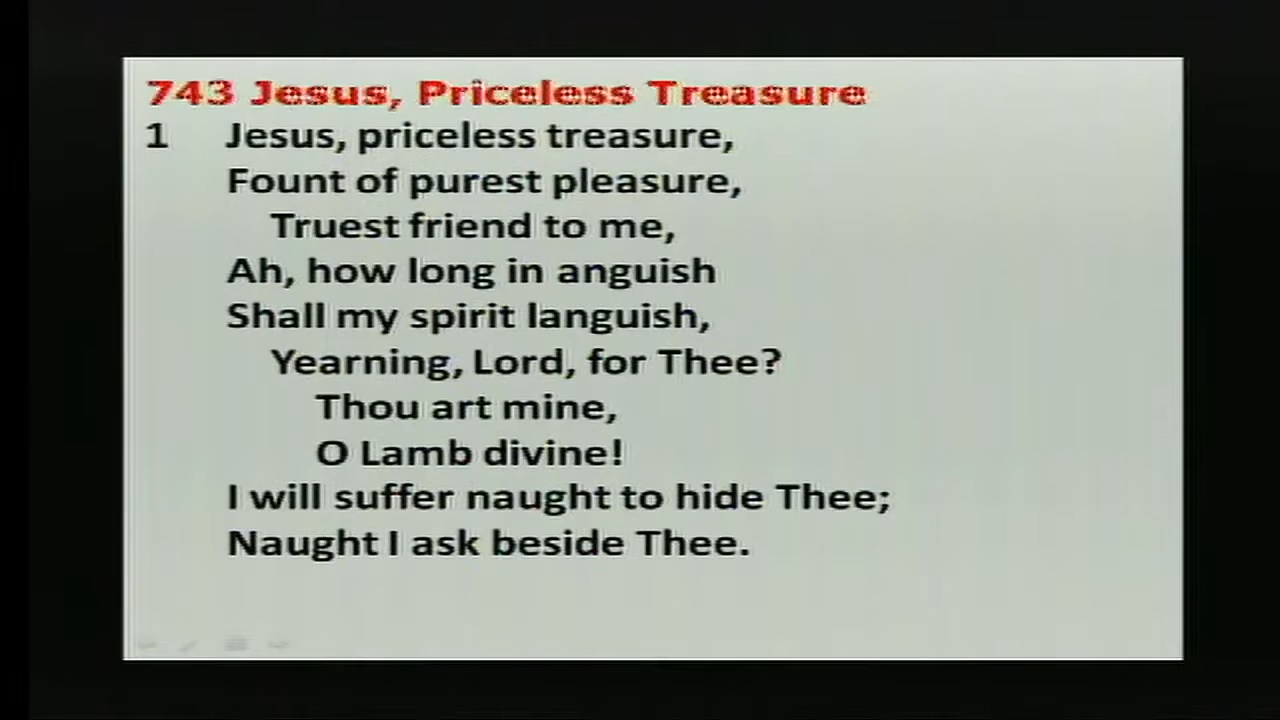 743 Jesus, Priceless Treasure
1 Jesus, priceless treasure,
Fount of purest pleasure,
Truest friend to me,
Ah, how long in anguish
Shall my spirit languish,
Yearning, Lord, for Thee?
Thou art mine,
O Lamb divine!
I will suffer naught to hide Thee;
Naught I ask beside Thee.